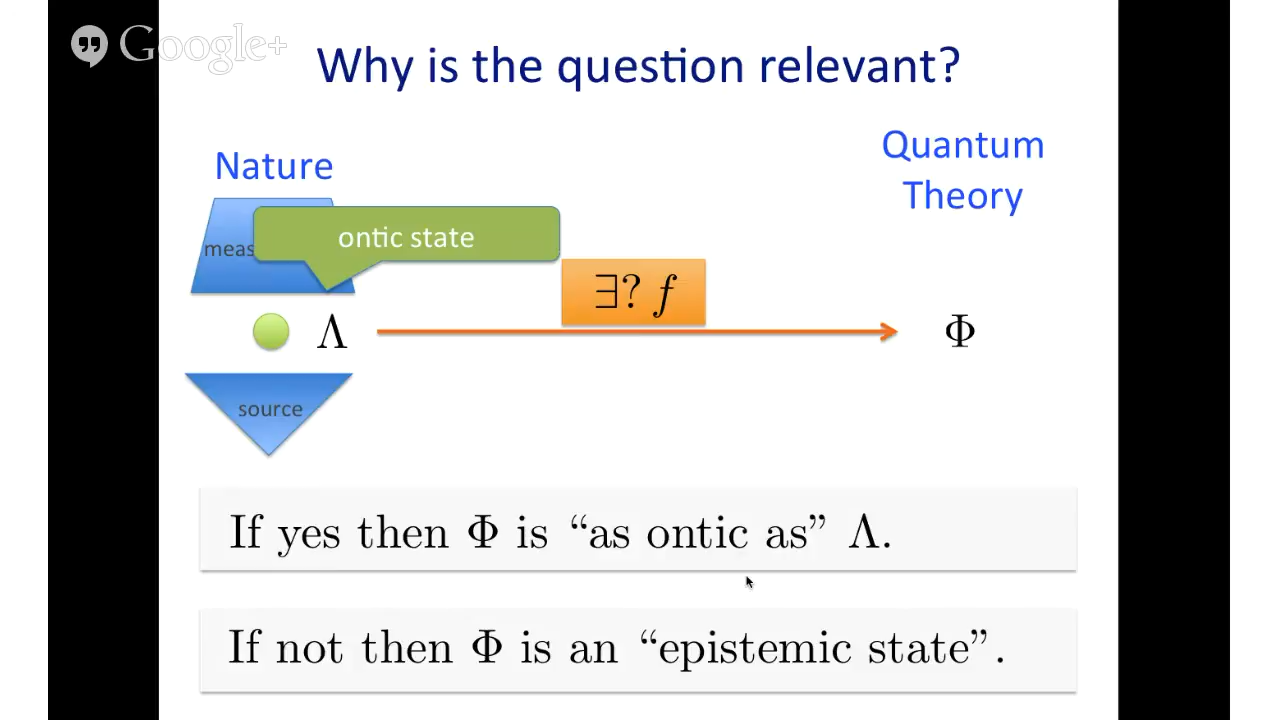 Google+
Why is the question relevant?
Nature
Quantum
Theory
meas
ontic state
∃? f
Λ
Φ
source
If yes then Φ is “as ontic as” Λ.
If not then Φ is an “epistemic state”.